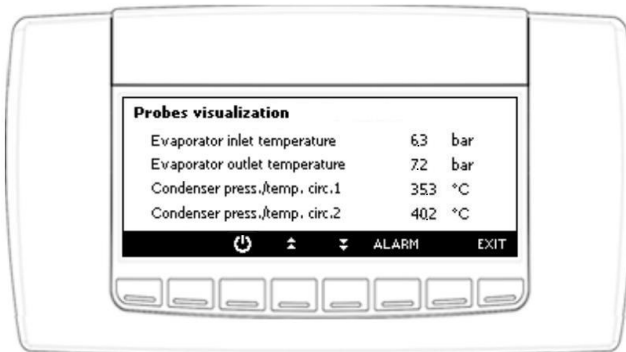 Probes visualization
Evaporator inlet temperature 6.3 bar
Evaporator outlet temperature 7.2 bar
Condenser press./temp. circ.1 35.3 °C
Condenser press./temp. circ.2 40.2 °C
ALARM EXIT